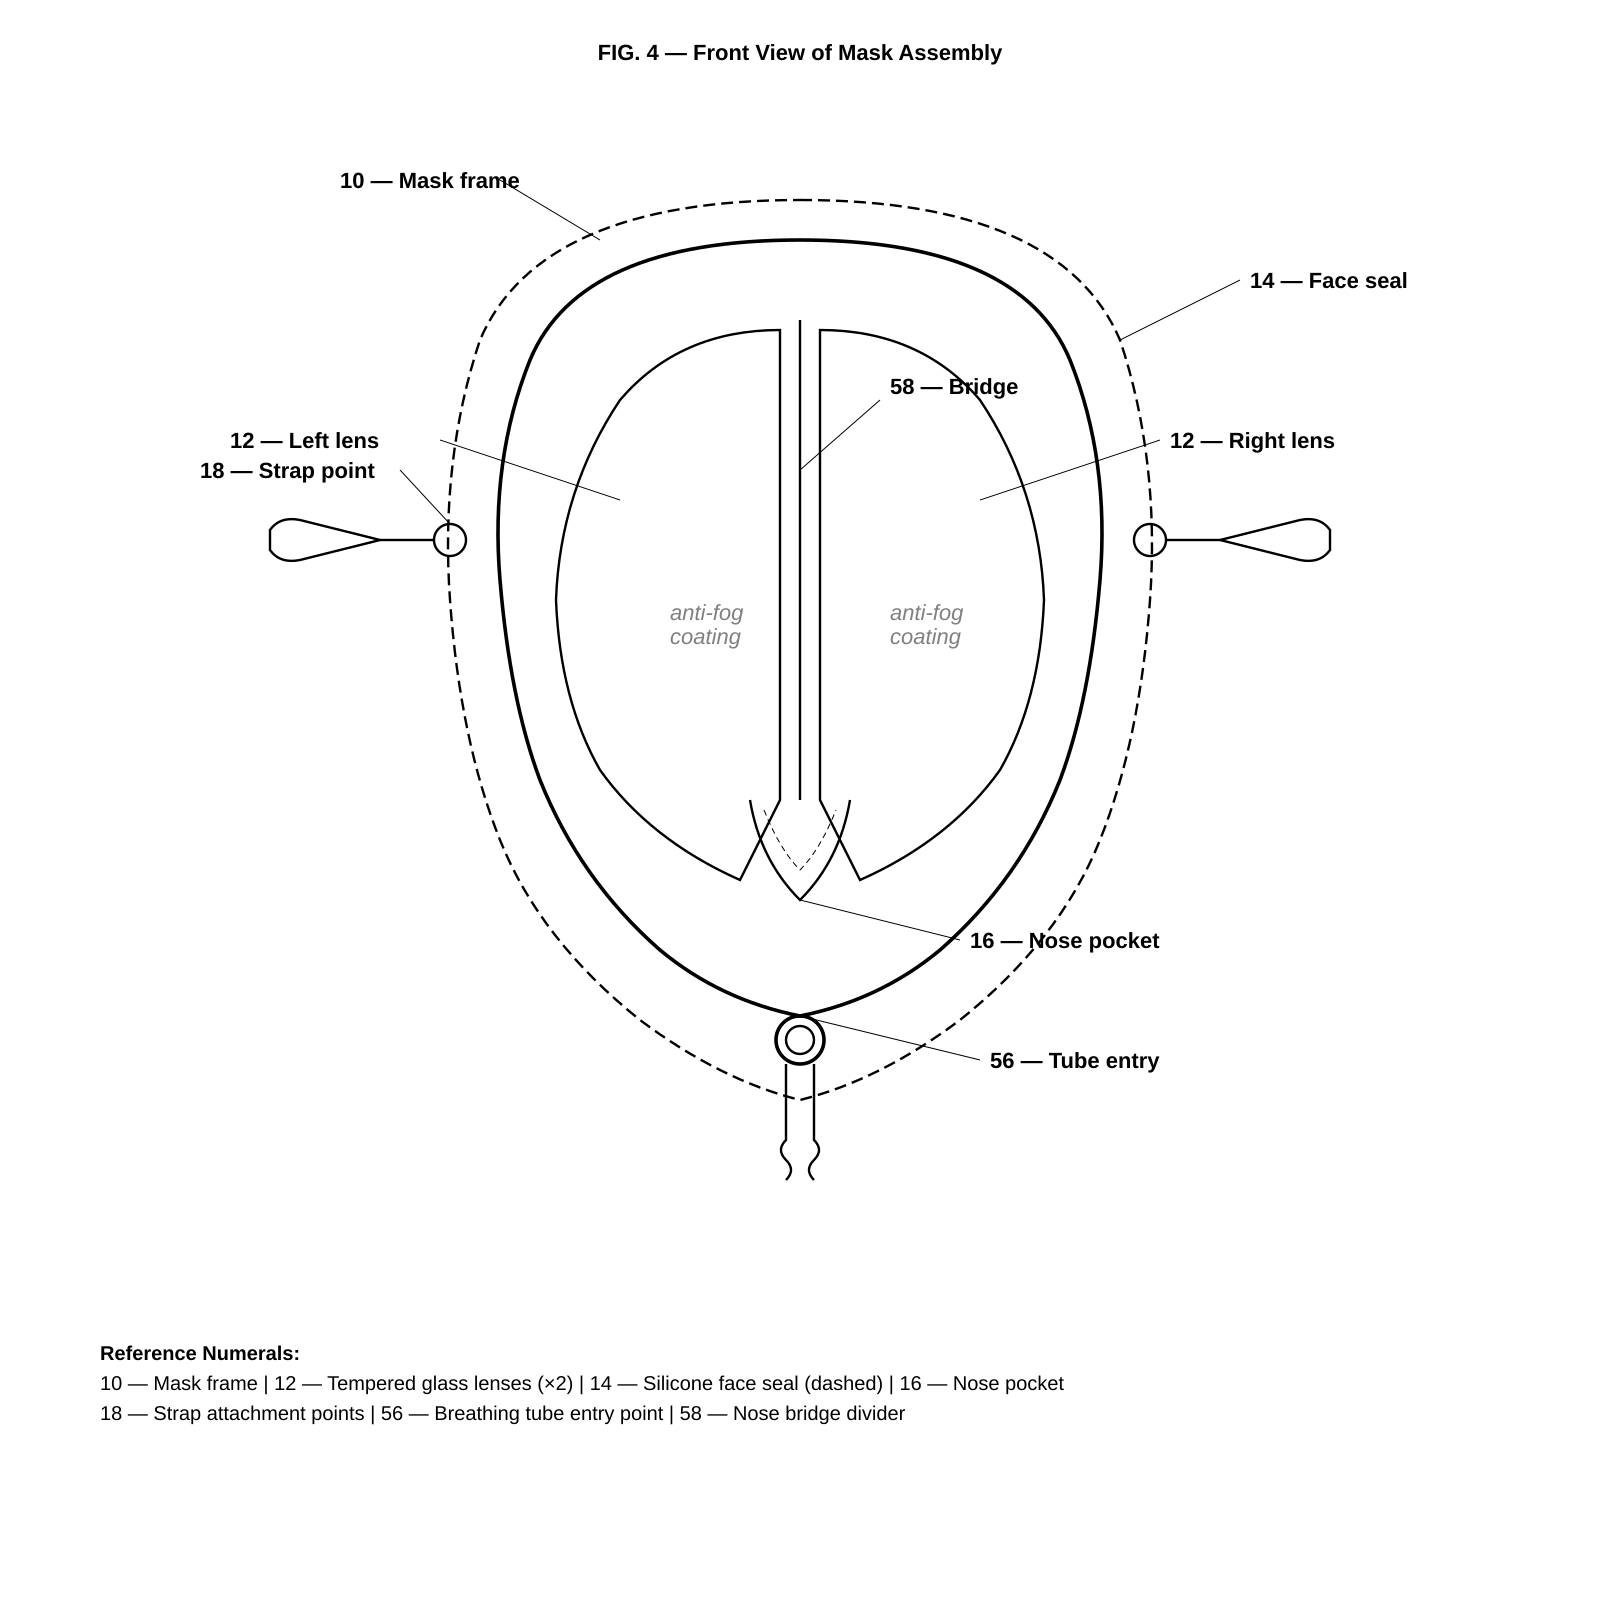 FIG. 4 — Front View of Mask Assembly
10 — Mask frame
14 — Face seal
58 — Bridge
12 — Left lens
12 — Right lens
18 — Strap point
anti-fog
coating
anti-fog
coating
16 — Nose pocket
56 — Tube entry
Reference Numerals:
10 — Mask frame | 12 — Tempered glass lenses (×2) | 14 — Silicone face seal (dashed) | 16 — Nose pocket
18 — Strap attachment points | 56 — Breathing tube entry point | 58 — Nose bridge divider